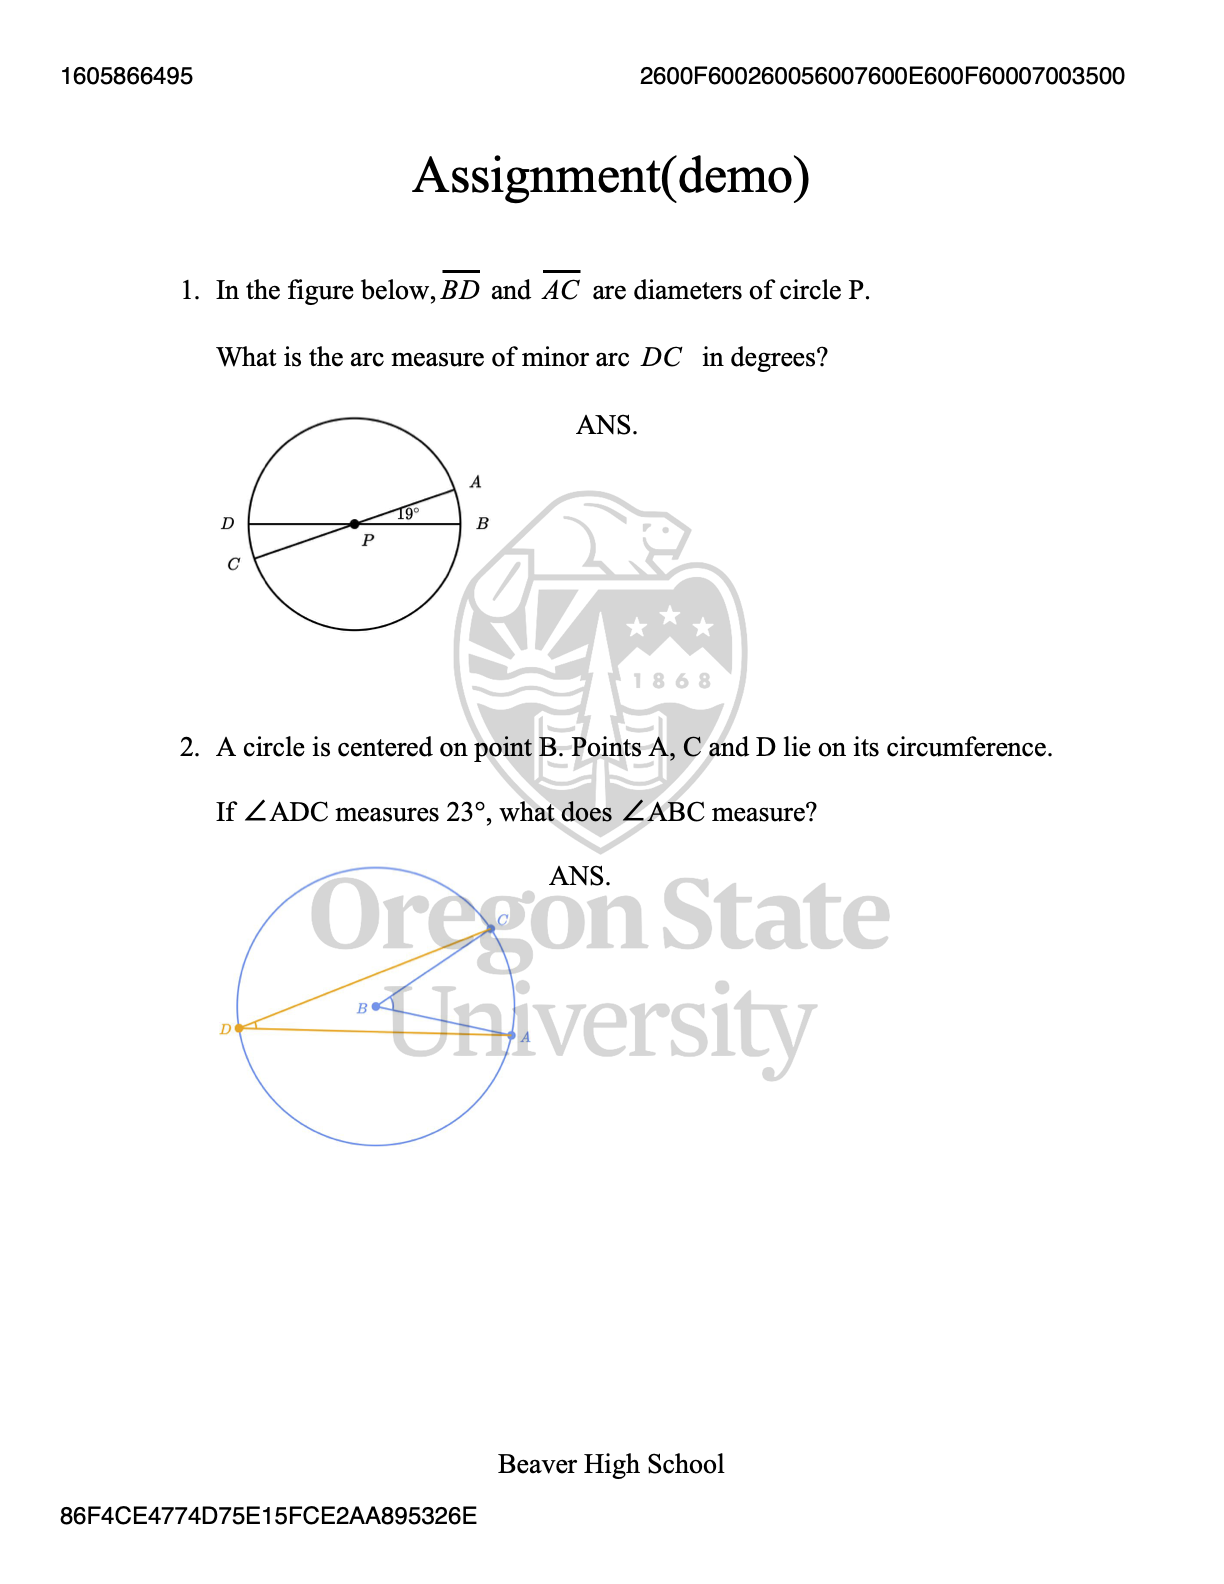 1605866495 2600F600260056007600E600F60007003500
Assignment(demo)
1. In the figure below, BD and AC are diameters of circle P.
What is the arc measure of minor arc DC in degrees?
ANS.
A
19°
D
B
P
C
1868
2. A circle is centered on point B. Points A, C and D lie on its circumference.
If ∠ADC measures 23°, what does ∠ABC measure?
ANS.
Oregon State
C
University
B
D
A
Beaver High School
86F4CE4774D75E15FCE2AA895326E